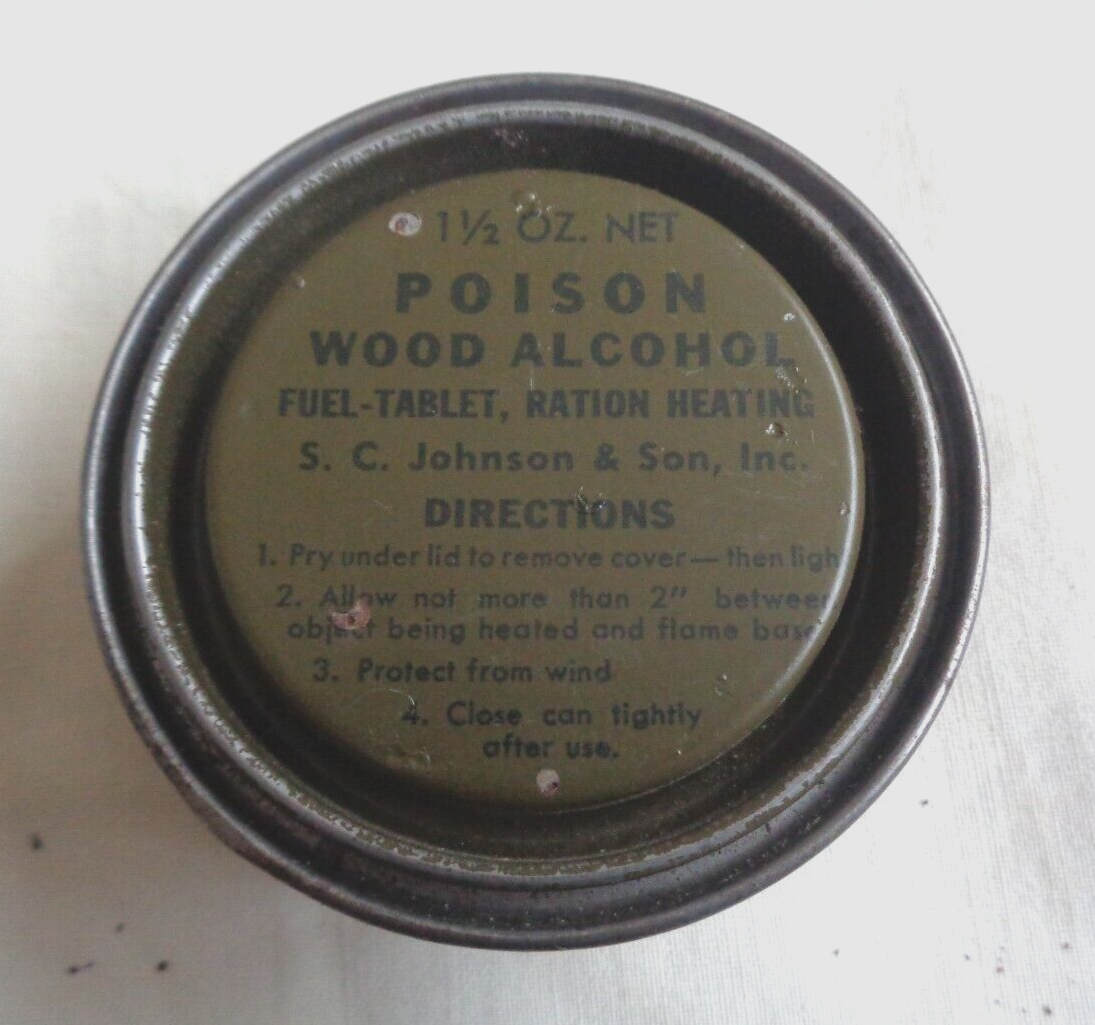 1½ OZ. NET
POISON
WOOD ALCOHOL
FUEL-TABLET, RATION HEATING
S. C. Johnson & Son, Inc.
DIRECTIONS
1. Pry under lid to remove cover — then ligh
2. Allow not more than 2" between
object being heated and flame base
3. Protect from wind
4. Close can tightly
after use.